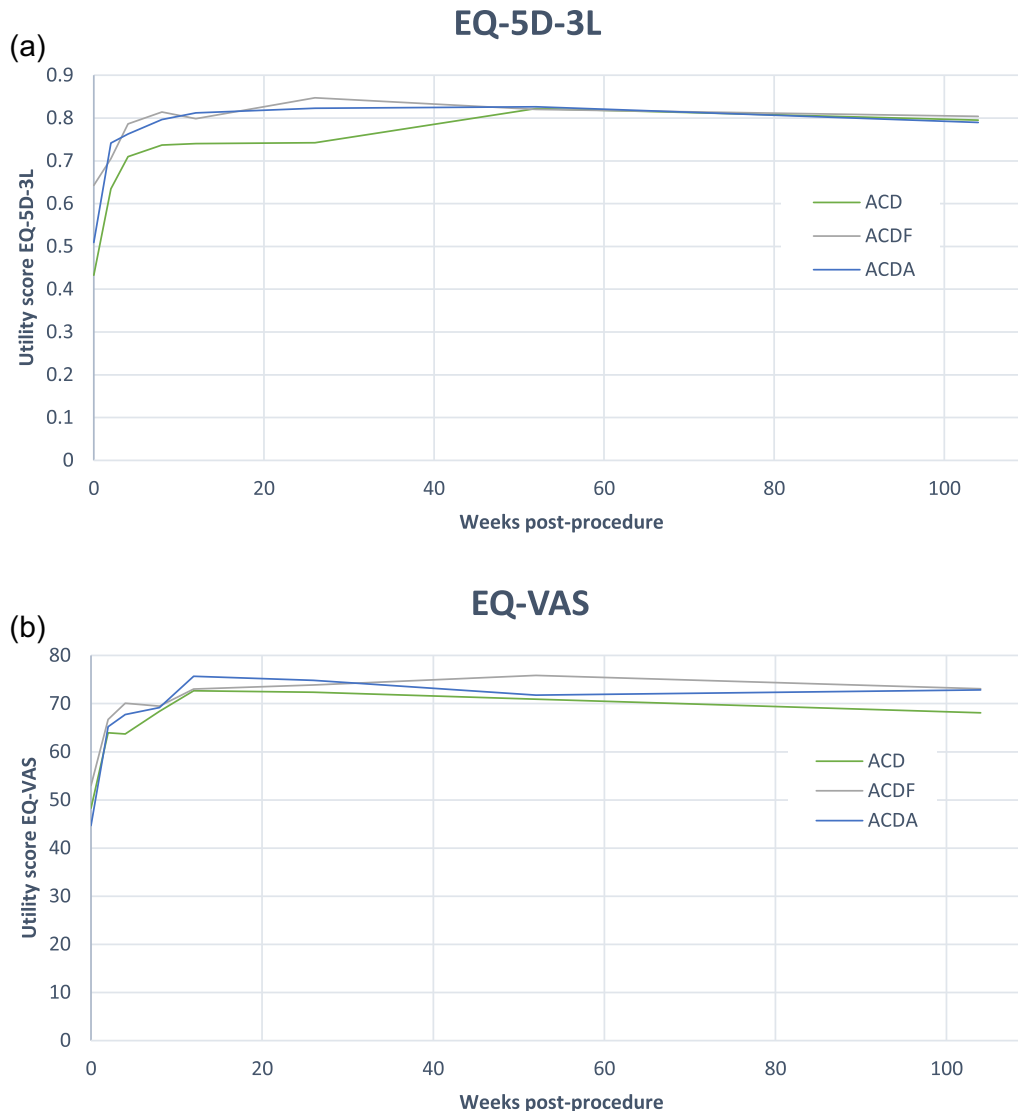 EQ-5D-3L
(a)
0.9
0.8
0.7
0.6
0.5
0.4
0.3
0.2
0.1
0
Utility score EQ-5D-3L
ACD
ACDF
ACDA
0 20 40 60 80 100
Weeks post-procedure
EQ-VAS
(b)
80
70
60
50
40
30
20
10
0
Utility score EQ-VAS
ACD
ACDF
ACDA
0 20 40 60 80 100
Weeks post-procedure